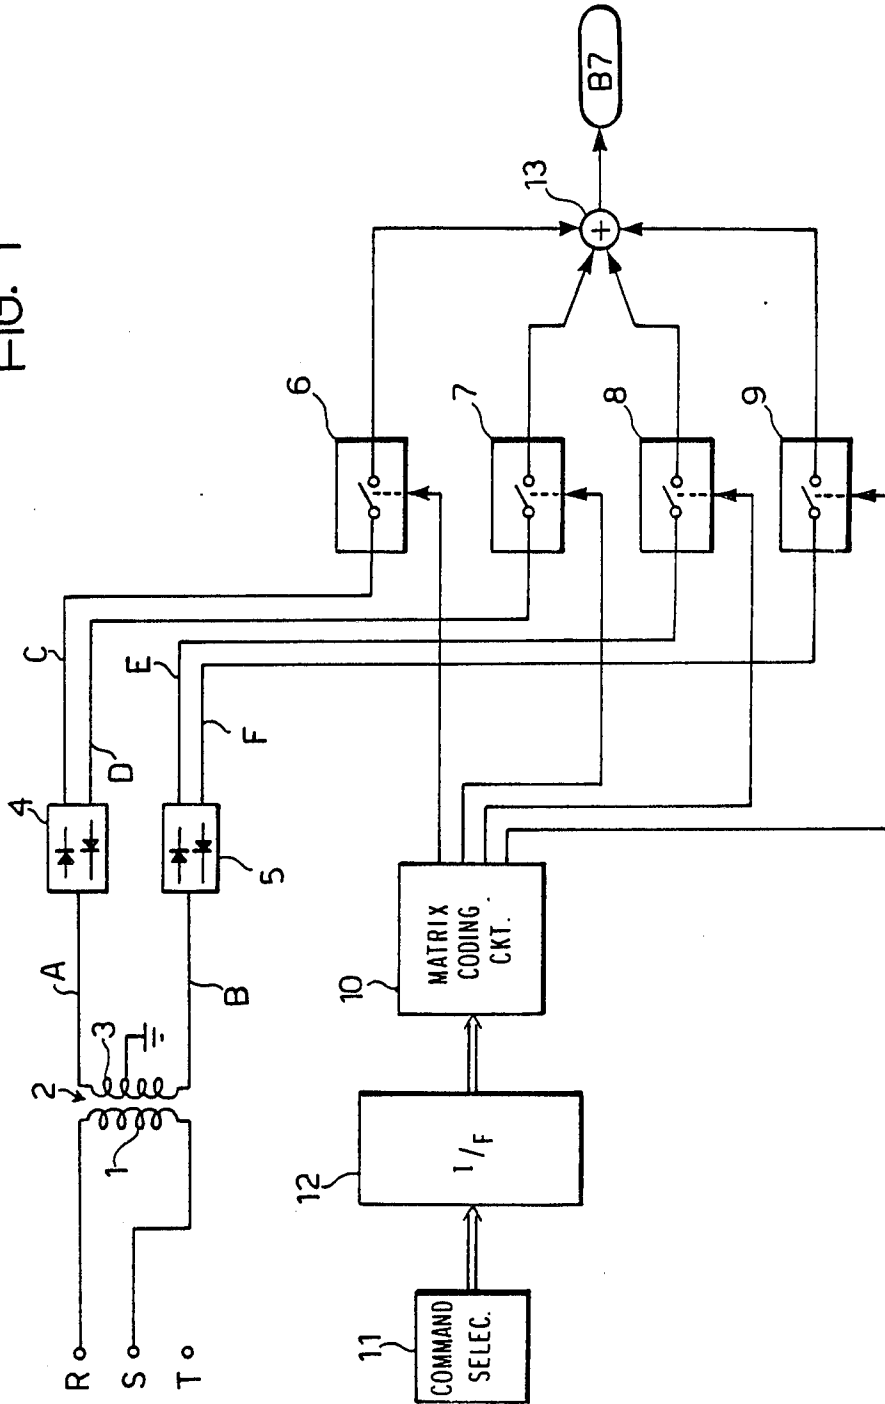 FIG. 1
R
S
T
1
2
3
A
B
4
5
C
D
E
F
6
7
8
9
13
B7
+
10
MATRIX
CODING
CKT.
12
I/F
11
COMMAND
SELEC.